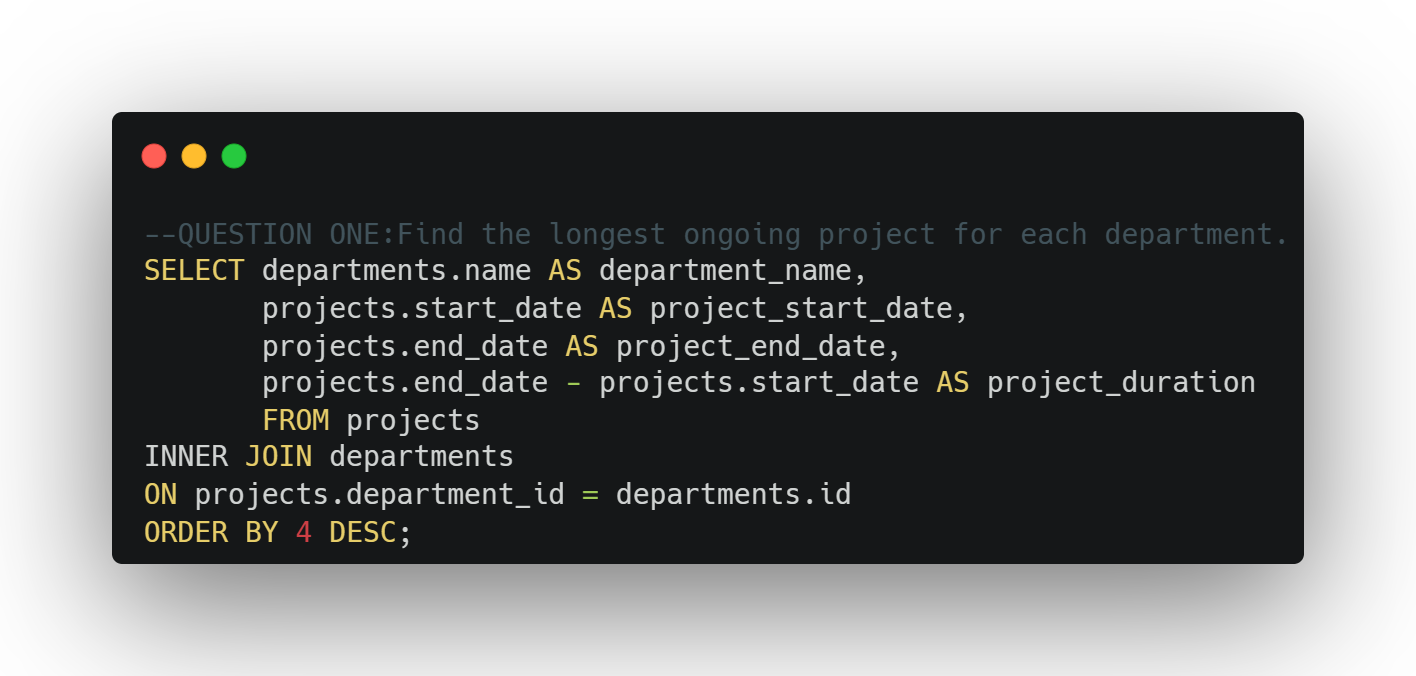 --QUESTION ONE:Find the longest ongoing project for each department.
SELECT departments.name AS department_name,
       projects.start_date AS project_start_date,
       projects.end_date AS project_end_date,
       projects.end_date - projects.start_date AS project_duration
       FROM projects
INNER JOIN departments
ON projects.department_id = departments.id
ORDER BY 4 DESC;